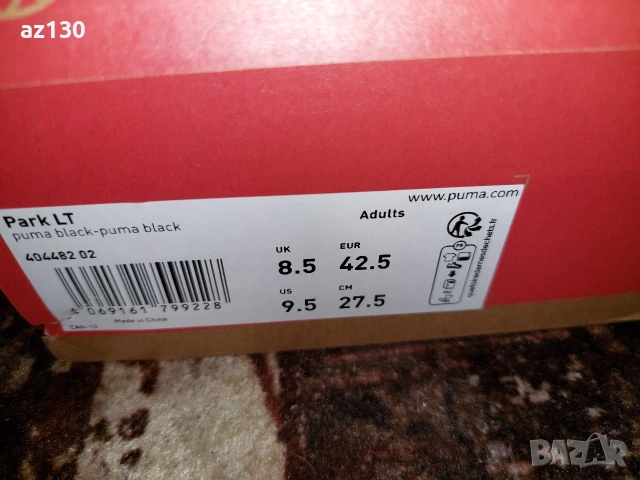 az130
www.puma.com
Park LT
puma black-puma black
Adults
404482 02
UK EUR
8.5 42.5
US CM
9.5 27.5
4 069161 799228
Made in China
BAZAR